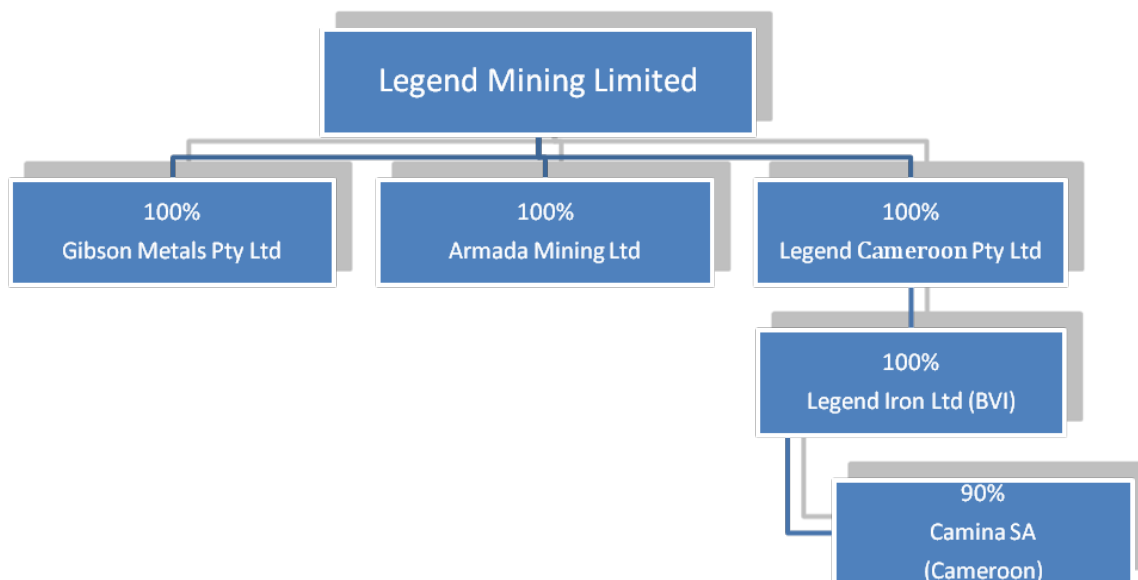 Legend Mining Limited
100%
Gibson Metals Pty Ltd
100%
Armada Mining Ltd
100%
Legend Cameroon Pty Ltd
100%
Legend Iron Ltd (BVI)
90%
Camina SA
(Cameroon)